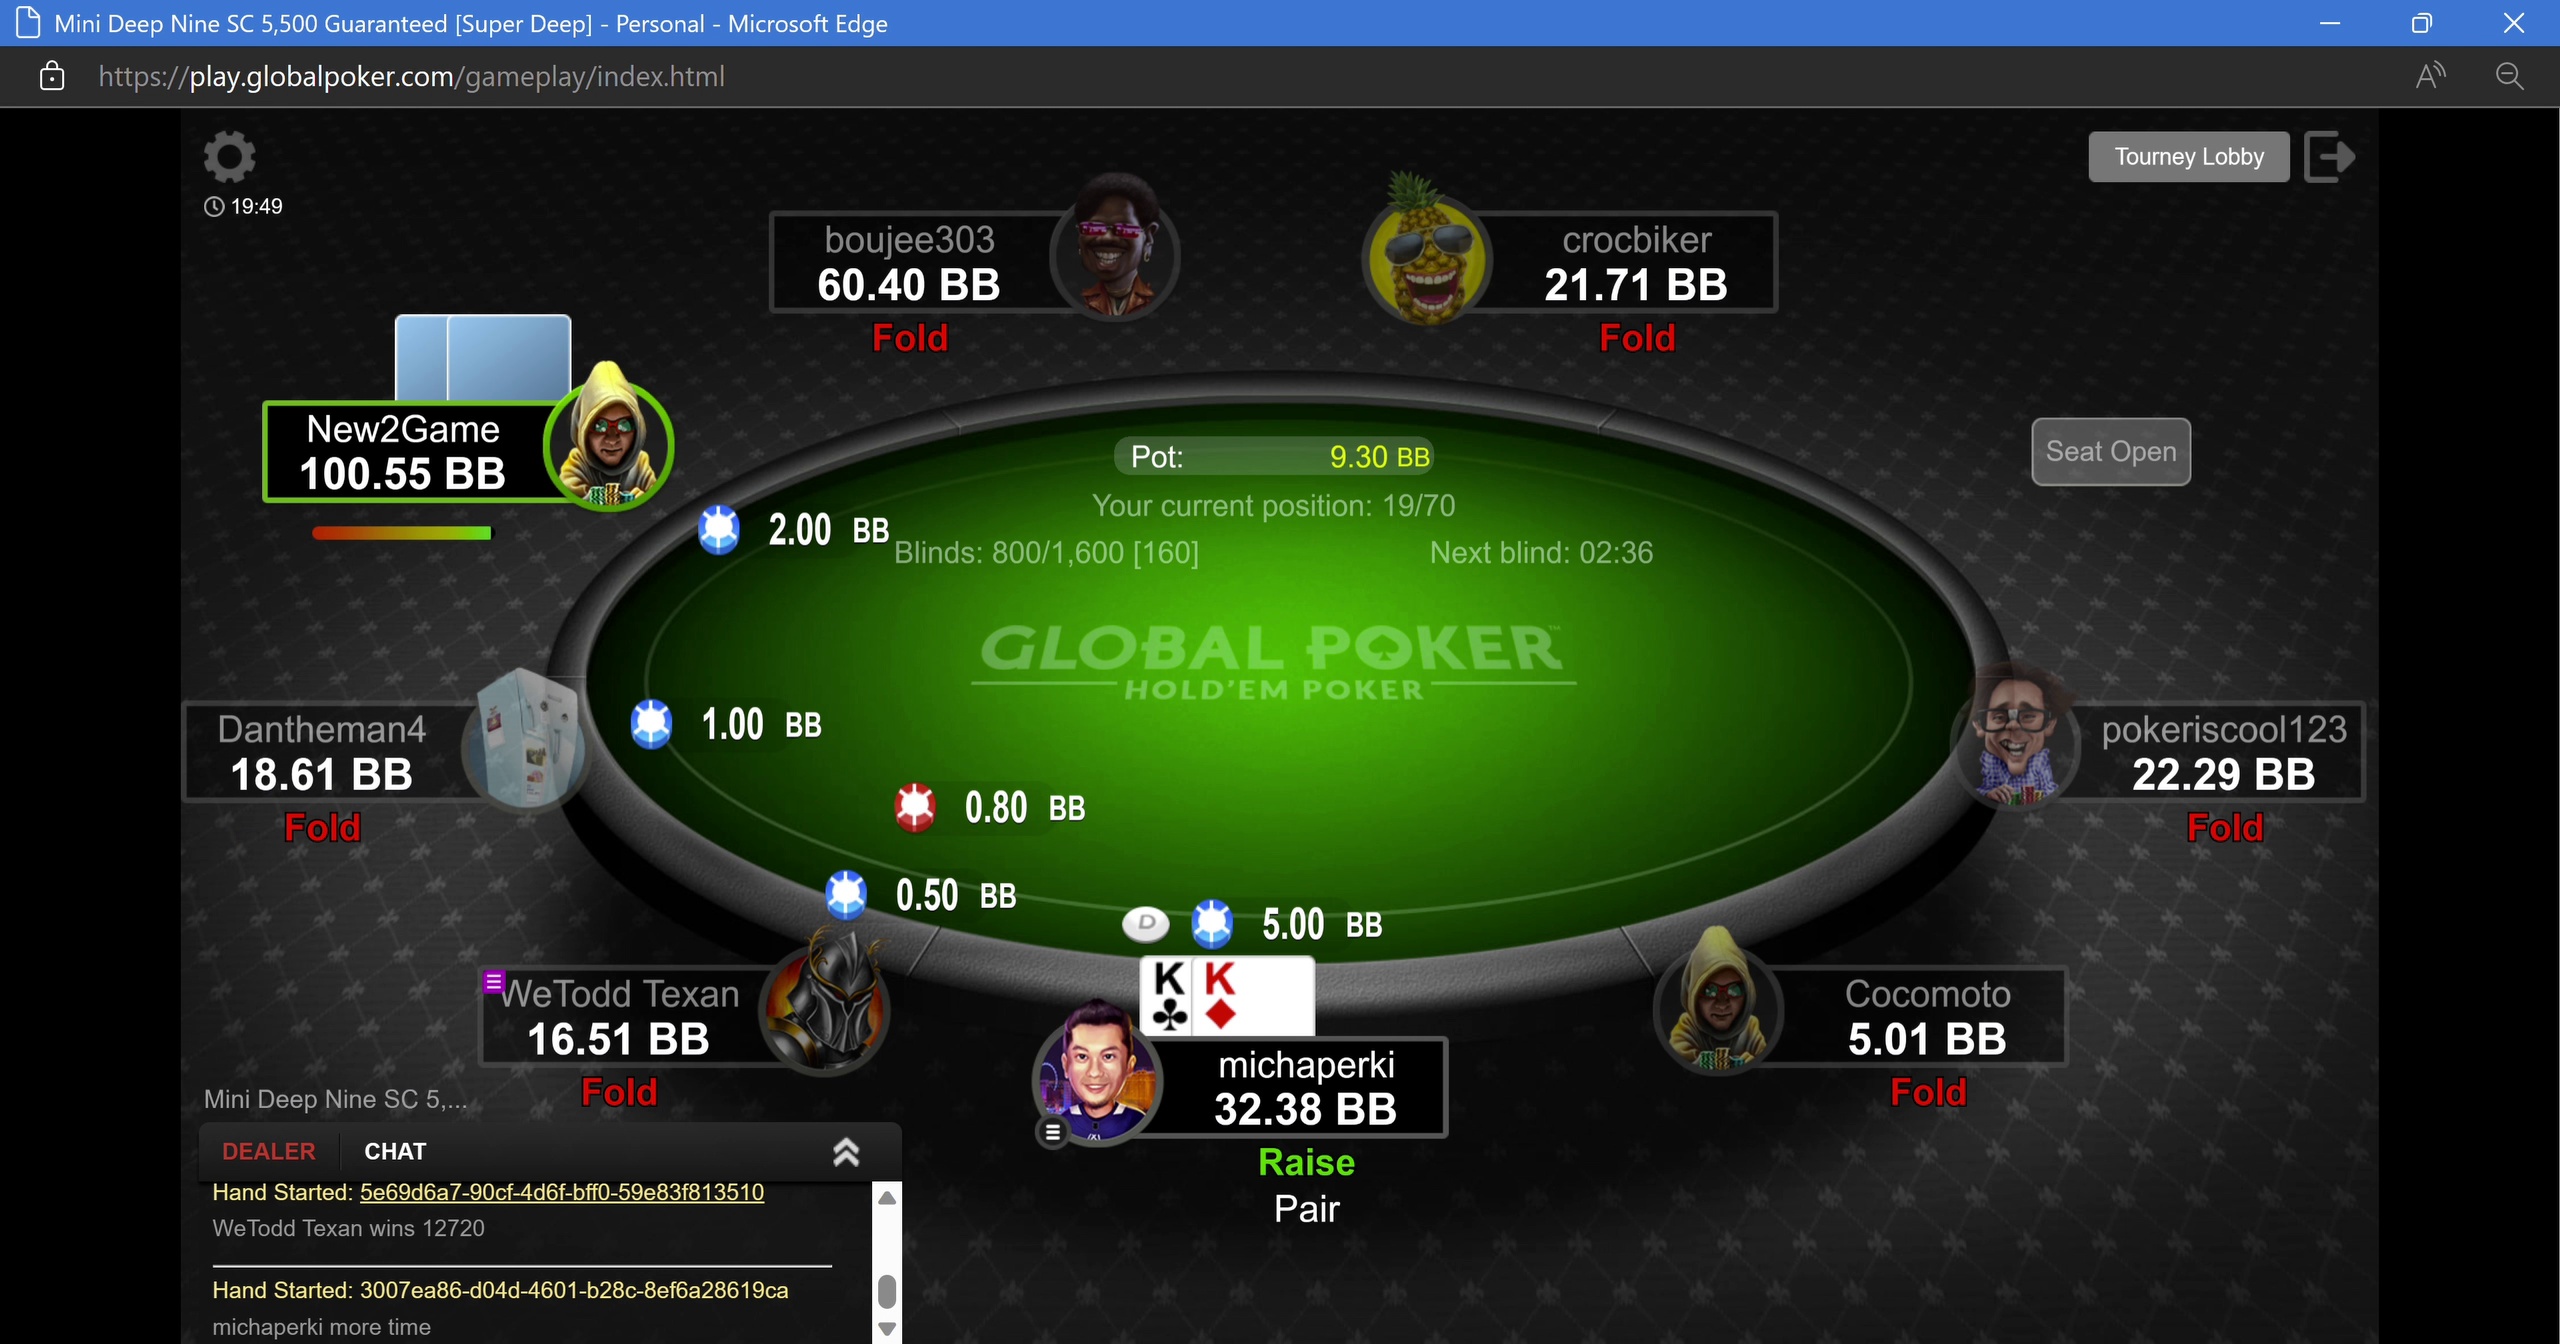 Mini Deep Nine SC 5,500 Guaranteed [Super Deep] - Personal - Microsoft Edge
https://play.globalpoker.com/gameplay/index.html
19:49
Tourney Lobby
boujee303
60.40 BB
Fold
crocbiker
21.71 BB
Fold
New2Game
100.55 BB
Pot: 9.30 BB
Your current position: 19/70
Blinds: 800/1,600 [160]
Next blind: 02:36
Seat Open
2.00 BB
GLOBAL POKER™
HOLD'EM POKER
Dantheman4
18.61 BB
Fold
1.00 BB
pokeriscool123
22.29 BB
Fold
0.80 BB
0.50 BB
D
5.00 BB
K K
WeTodd Texan
16.51 BB
Fold
michaperki
32.38 BB
Raise
Pair
Cocomoto
5.01 BB
Fold
Mini Deep Nine SC 5,...
DEALER
CHAT
Hand Started: 5e69d6a7-90cf-4d6f-bff0-59e83f813510
WeTodd Texan wins 12720
Hand Started: 3007ea86-d04d-4601-b28c-8ef6a28619ca
michaperki more time